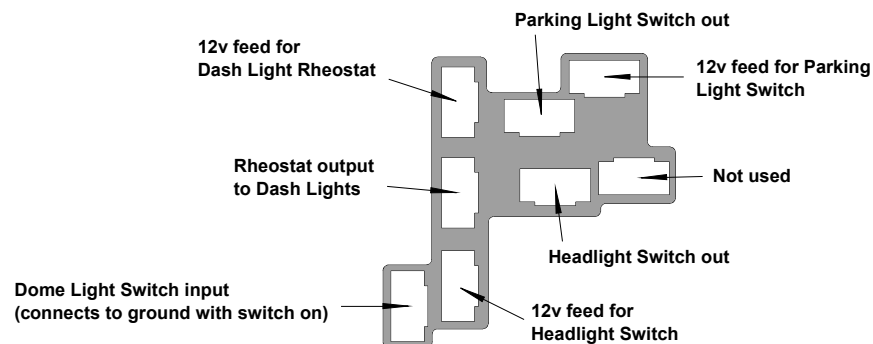 Parking Light Switch out
12v feed for
Dash Light Rheostat
12v feed for Parking
Light Switch
Rheostat output
to Dash Lights
Not used
Headlight Switch out
Dome Light Switch input
(connects to ground with switch on)
12v feed for
Headlight Switch